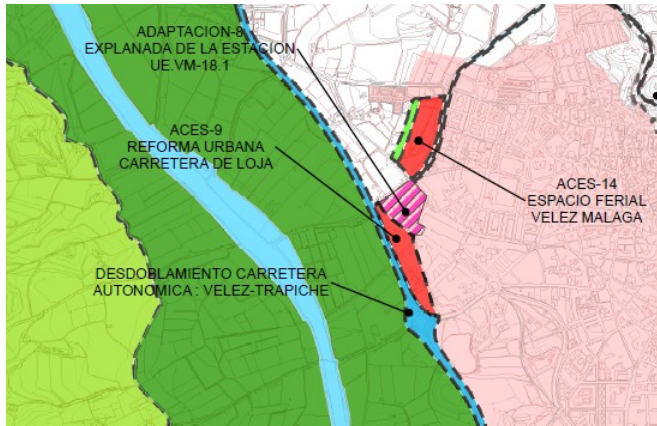 ADAPTACION-8
EXPLANADA DE LA ESTACION
UE.VM-18.1
ACES-9
REFORMA URBANA
CARRETERA DE LOJA
ACES-14
ESPACIO FERIAL
VELEZ MALAGA
DESDOBLAMIENTO CARRETERA
AUTONOMICA : VELEZ-TRAPICHE